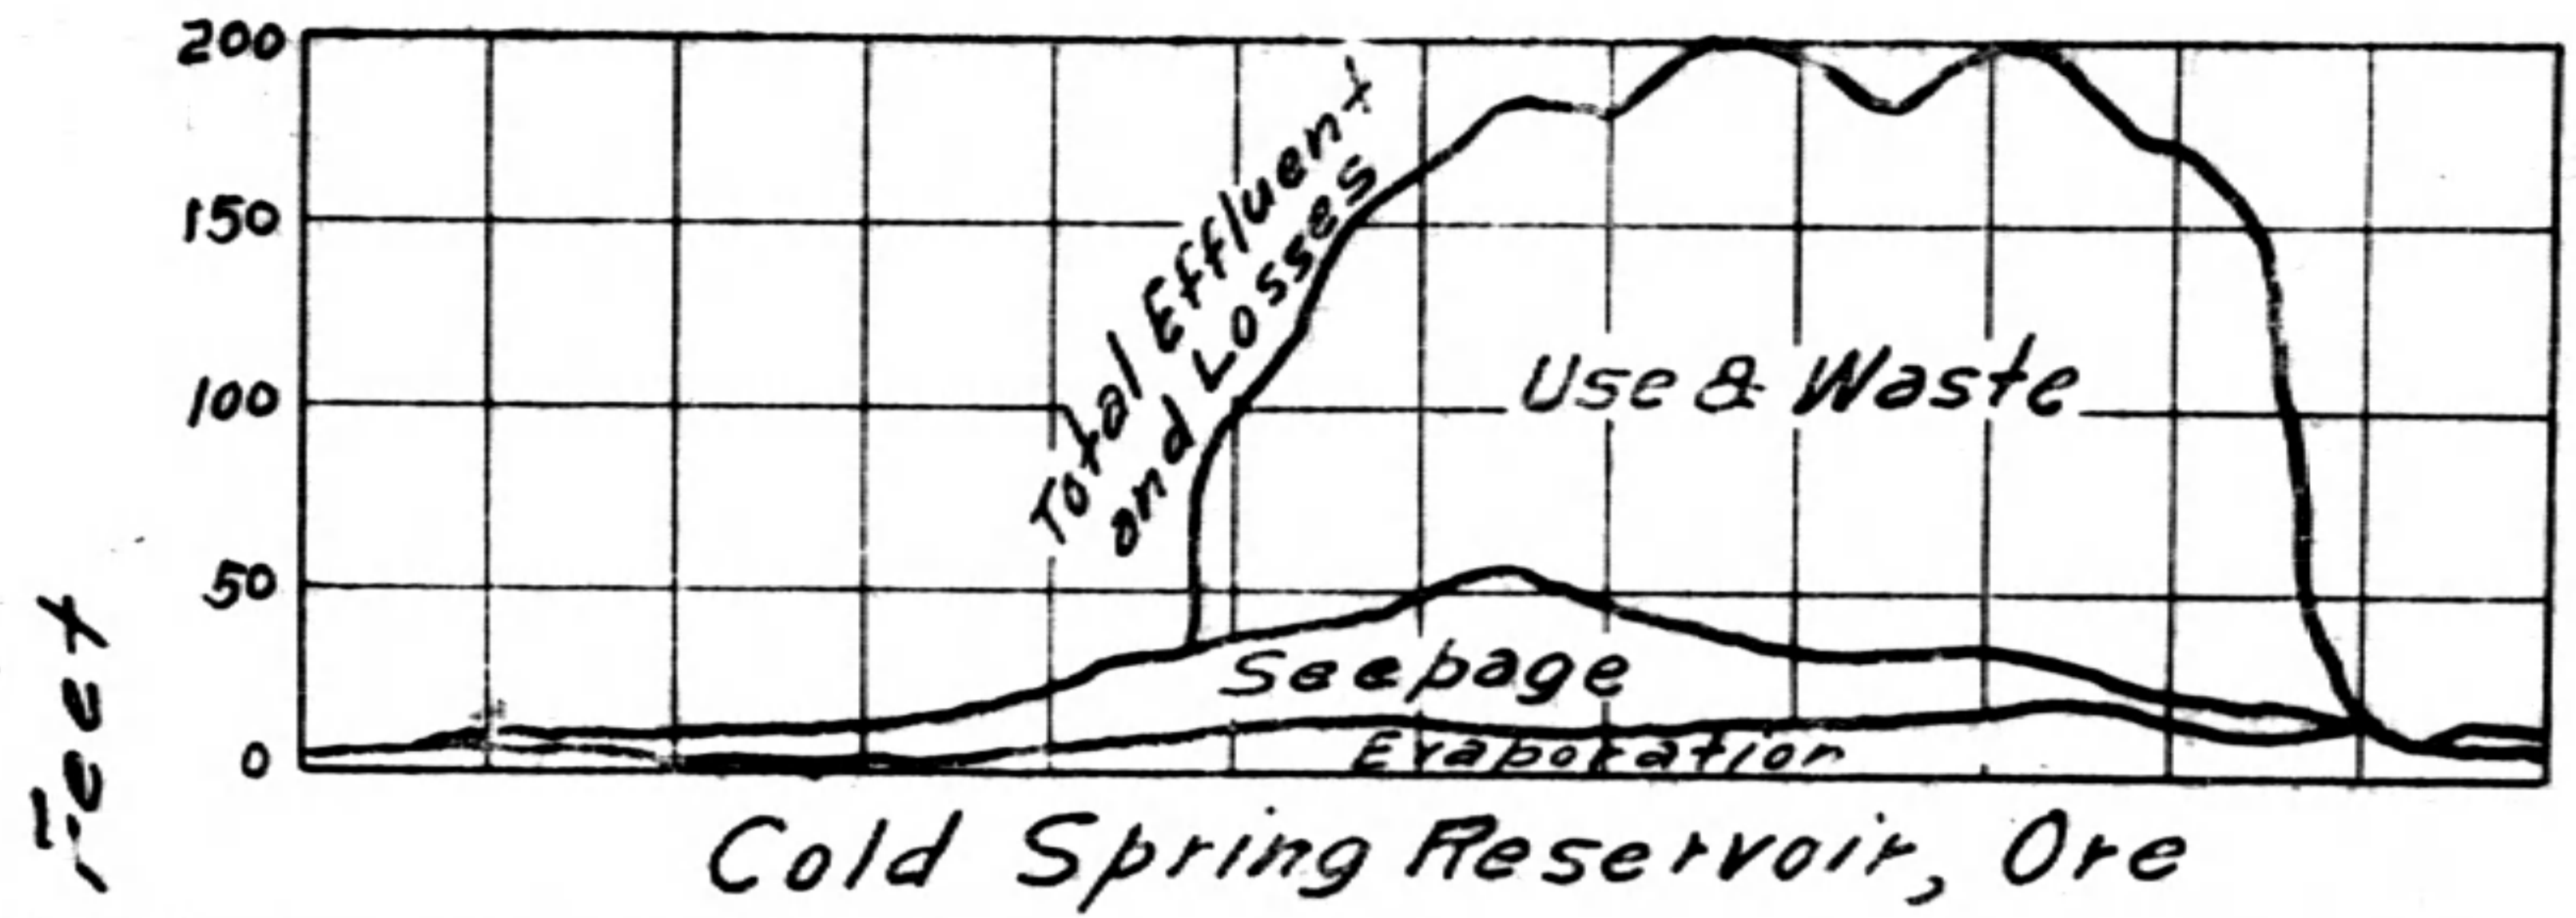 200
150
100
50
0
Feet
Total Effluent
and Losses
Use & Waste
Seepage
Evaporation
Cold Spring Reservoir, Ore